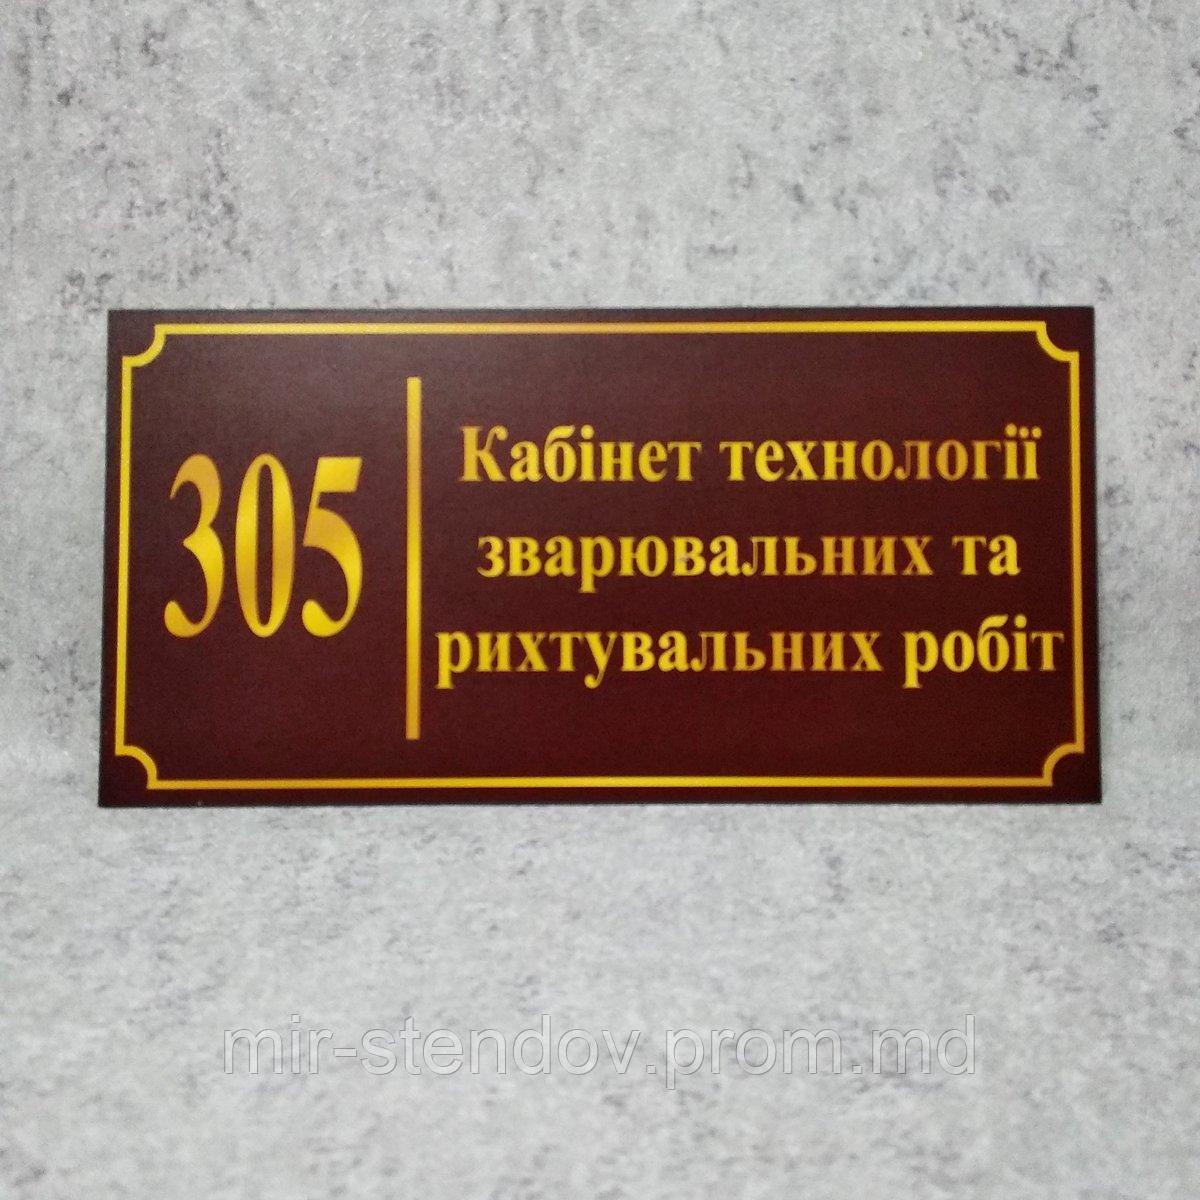 305
Кабінет технології
зварювальних та
рихтувальних робіт
mir-stendov.prom.md